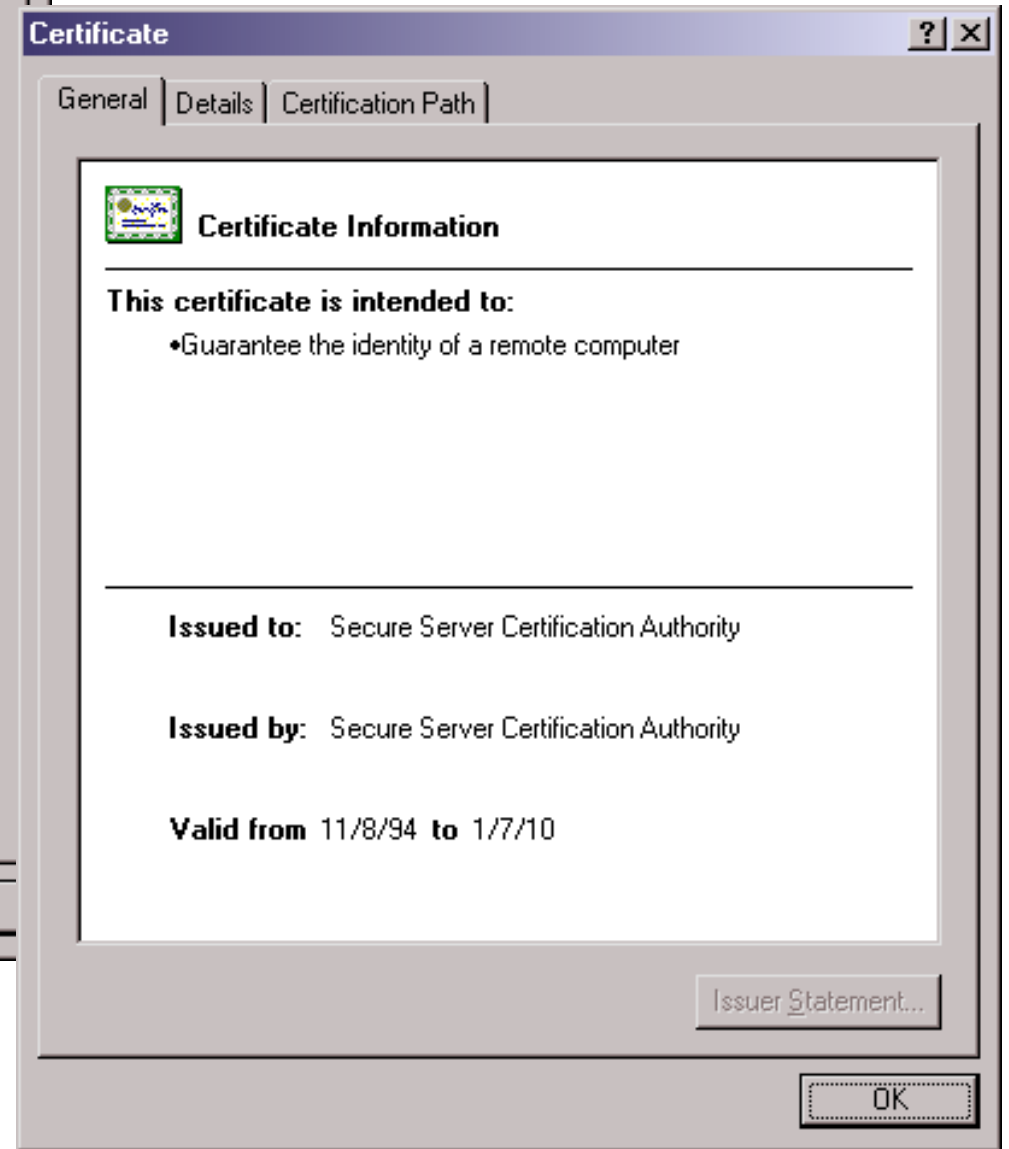 Certificate
General Details Certification Path
Certificate Information
This certificate is intended to:
•Guarantee the identity of a remote computer
Issued to: Secure Server Certification Authority
Issued by: Secure Server Certification Authority
Valid from 11/8/94 to 1/7/10
Issuer Statement...
OK